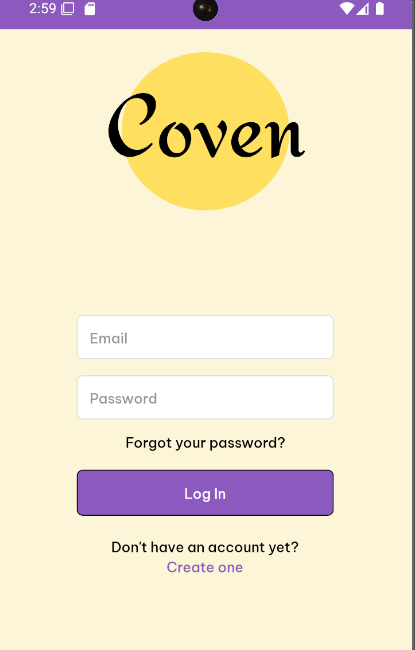 2:59
Coven
Email
Password
Forgot your password?
Log In
Don't have an account yet?
Create one